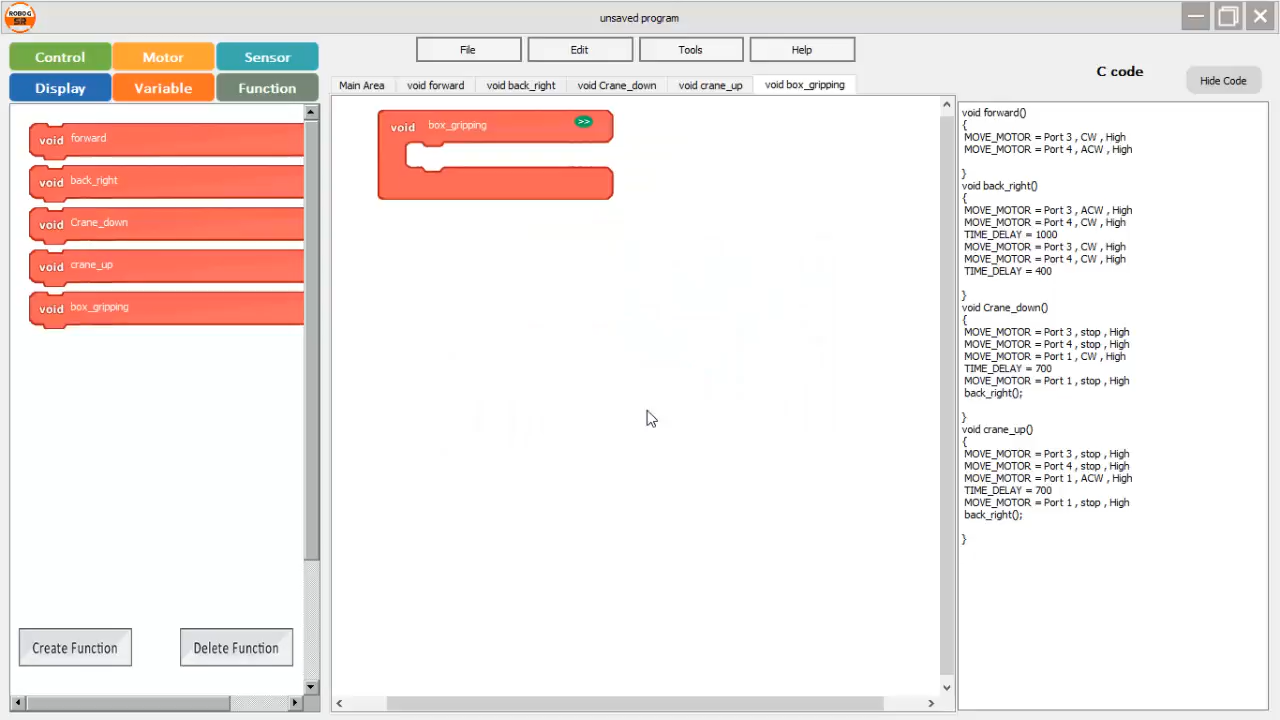 ROBO G
SR
unsaved program
Control
Motor
Sensor
Display
Variable
Function
File
Edit
Tools
Help
C code
Hide Code
Main Area
void forward
void back_right
void Crane_down
void crane_up
void box_gripping
void forward
void back_right
void Crane_down
void crane_up
void box_gripping
Create Function
Delete Function
void box_gripping >>
void forward()
{
MOVE_MOTOR = Port 3 , CW , High
MOVE_MOTOR = Port 4 , ACW , High
}
void back_right()
{
MOVE_MOTOR = Port 3 , ACW , High
MOVE_MOTOR = Port 4 , CW , High
TIME_DELAY = 1000
MOVE_MOTOR = Port 3 , CW , High
MOVE_MOTOR = Port 4 , CW , High
TIME_DELAY = 400
}
void Crane_down()
{
MOVE_MOTOR = Port 3 , stop , High
MOVE_MOTOR = Port 4 , stop , High
MOVE_MOTOR = Port 1 , CW , High
TIME_DELAY = 700
MOVE_MOTOR = Port 1 , stop , High
back_right();
}
void crane_up()
{
MOVE_MOTOR = Port 3 , stop , High
MOVE_MOTOR = Port 4 , stop , High
MOVE_MOTOR = Port 1 , ACW , High
TIME_DELAY = 700
MOVE_MOTOR = Port 1 , stop , High
back_right();
}